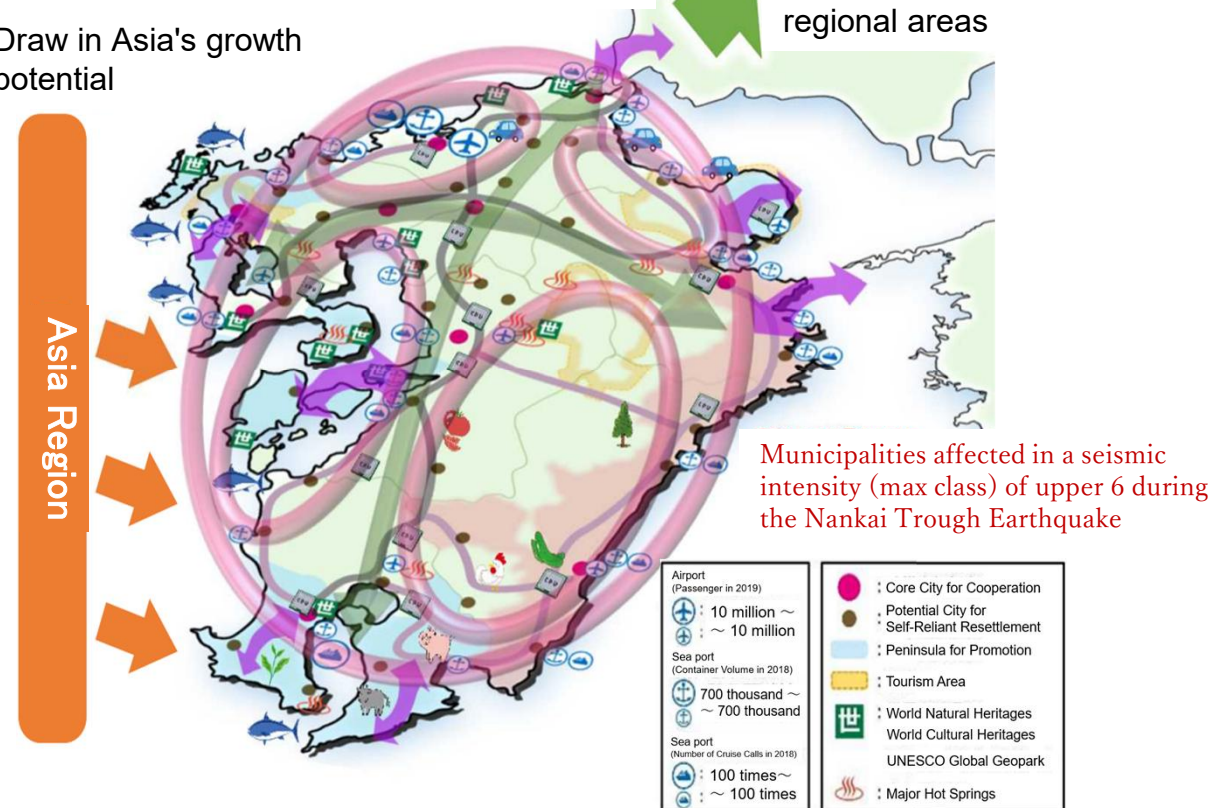 Draw in Asia's growth
potential
regional areas
Asia Region
Municipalities affected in a seismic
intensity (max class) of upper 6 during
the Nankai Trough Earthquake
Airport
(Passenger in 2019)
: 10 million ～
: ～ 10 million
Sea port
(Container Volume in 2018)
: 700 thousand ～
: ～ 700 thousand
Sea port
(Number of Cruise Calls in 2018)
: 100 times～
: ～ 100 times
: Core City for Cooperation
: Potential City for
Self-Reliant Resettlement
: Peninsula for Promotion
: Tourism Area
世
: World Natural Heritages
World Cultural Heritages
UNESCO Global Geopark
: Major Hot Springs